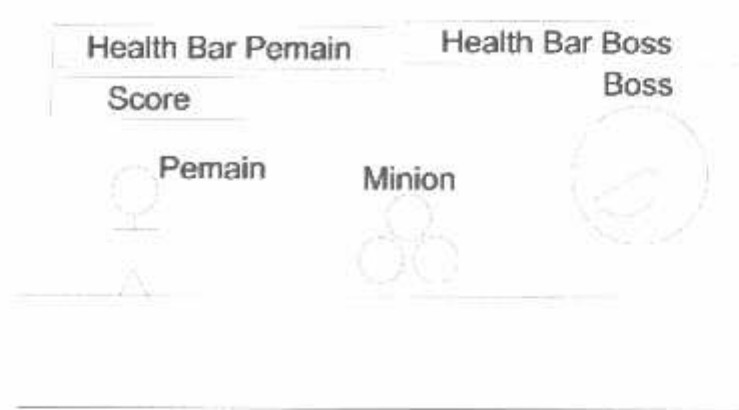 Health Bar Pemain
Health Bar Boss
Score
Boss
Pemain
Minion